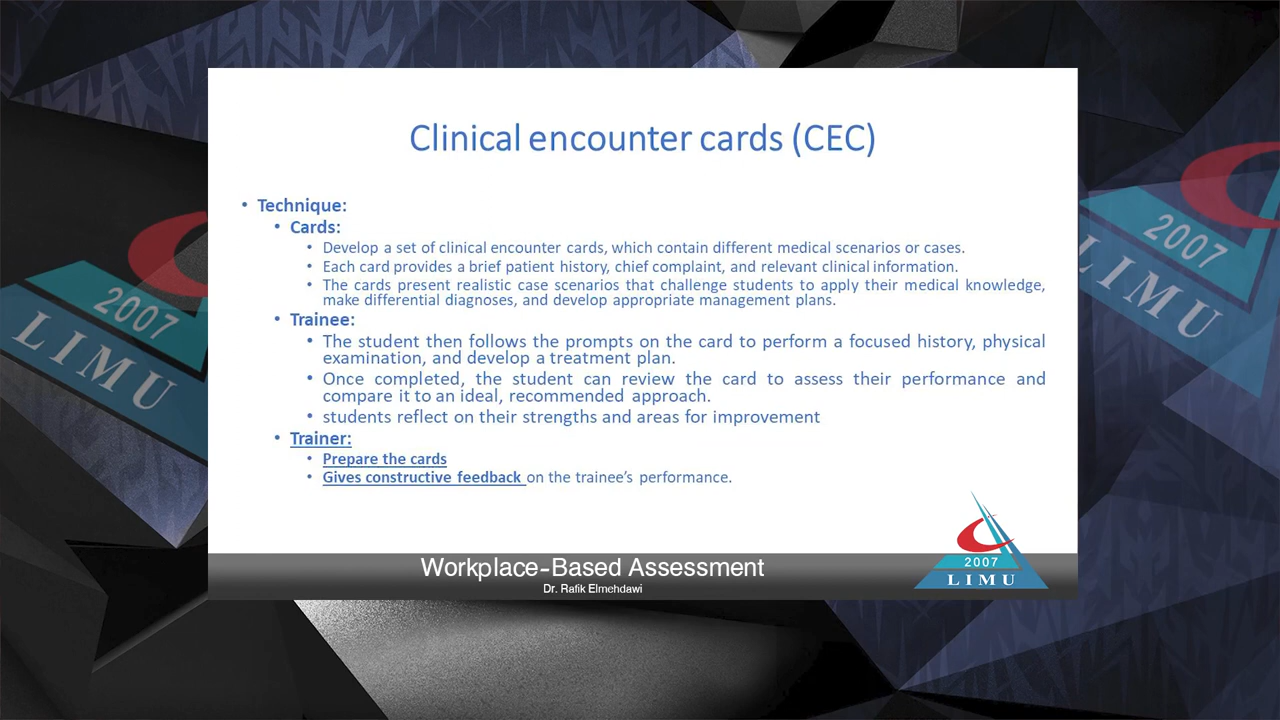 Clinical encounter cards (CEC)
• Technique:
• Cards:
• Develop a set of clinical encounter cards, which contain different medical scenarios or cases.
• Each card provides a brief patient history, chief complaint, and relevant clinical information.
• The cards present realistic case scenarios that challenge students to apply their medical knowledge,
make differential diagnoses, and develop appropriate management plans.
• Trainee:
• The student then follows the prompts on the card to perform a focused history, physical
examination, and develop a treatment plan.
• Once completed, the student can review the card to assess their performance and
compare it to an ideal, recommended approach.
• students reflect on their strengths and areas for improvement
• Trainer:
• Prepare the cards
• Gives constructive feedback on the trainee’s performance.
Workplace-Based Assessment
Dr. Rafik Elmehdawi
2007
LIMU
2007
LIMU
2007
LIMU